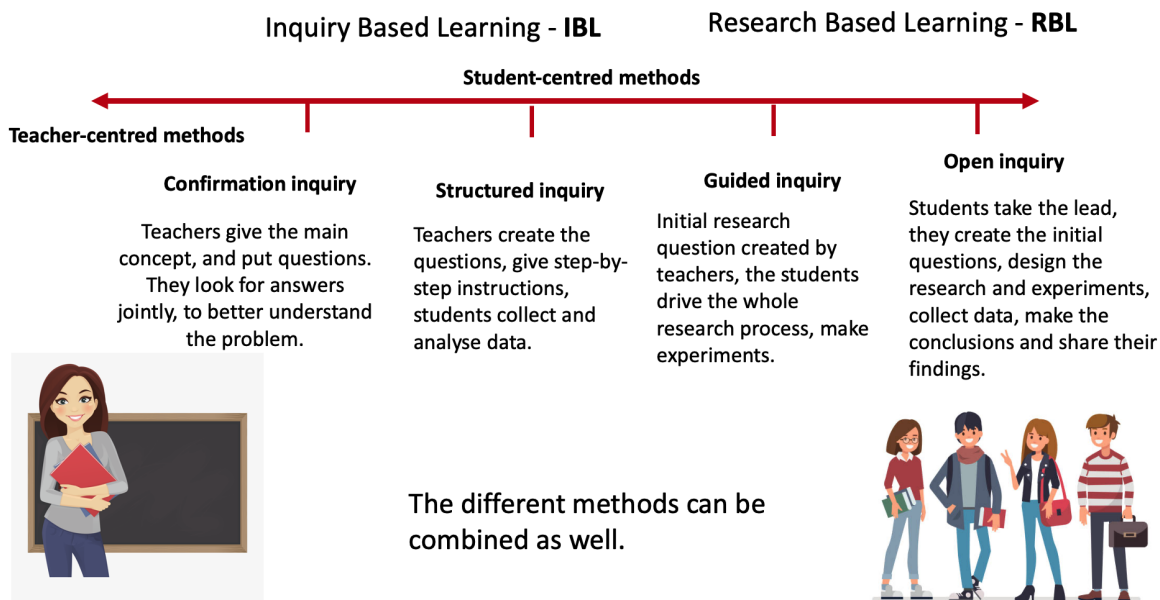 Inquiry Based Learning - IBL
Research Based Learning - RBL
Student-centred methods
Teacher-centred methods
Confirmation inquiry
Teachers give the main
concept, and put questions.
They look for answers
jointly, to better understand
the problem.
Structured inquiry
Teachers create the
questions, give step-by-
step instructions,
students collect and
analyse data.
Guided inquiry
Initial research
question created by
teachers, the students
drive the whole
research process, make
experiments.
Open inquiry
Students take the lead,
they create the initial
questions, design the
research and experiments,
collect data, make the
conclusions and share their
findings.
The different methods can be
combined as well.